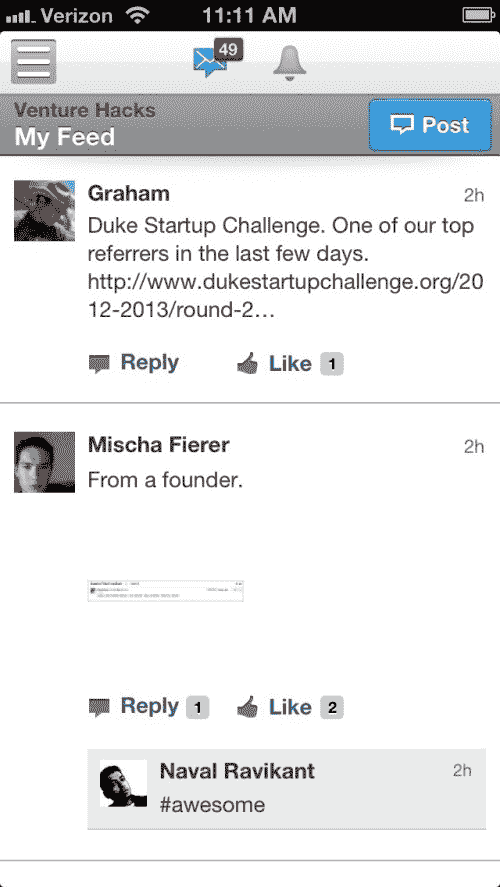 Verizon 11:11 AM
49
Venture Hacks
My Feed
Post
Graham 2h
Duke Startup Challenge. One of our top
referrers in the last few days.
http://www.dukestartupchallenge.org/20
12-2013/round-2…
Reply Like 1
Mischa Fierer 2h
From a founder.
Reply 1 Like 2
Naval Ravikant 2h
#awesome